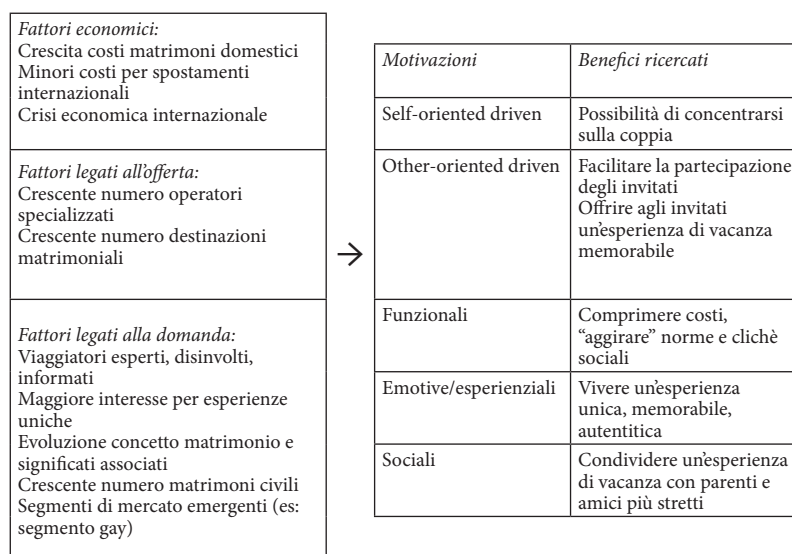 Fattori economici:
Crescita costi matrimoni domestici
Minori costi per spostamenti
internazionali
Crisi economica internazionale
Fattori legati all'offerta:
Crescente numero operatori
specializzati
Crescente numero destinazioni
matrimoniali
Fattori legati alla domanda:
Viaggiatori esperti, disinvolti,
informati
Maggiore interesse per esperienze
uniche
Evoluzione concetto matrimonio e
significati associati
Crescente numero matrimoni civili
Segmenti di mercato emergenti (es:
segmento gay)
→
Motivazioni
Benefici ricercati
Self-oriented driven
Possibilità di concentrarsi
sulla coppia
Other-oriented driven
Facilitare la partecipazione
degli invitati
Offrire agli invitati
un'esperienza di vacanza
memorabile
Funzionali
Comprimere costi,
“aggirare” norme e clichè
sociali
Emotive/esperienziali
Vivere un'esperienza
unica, memorabile,
autentitica
Sociali
Condividere un'esperienza
di vacanza con parenti e
amici più stretti